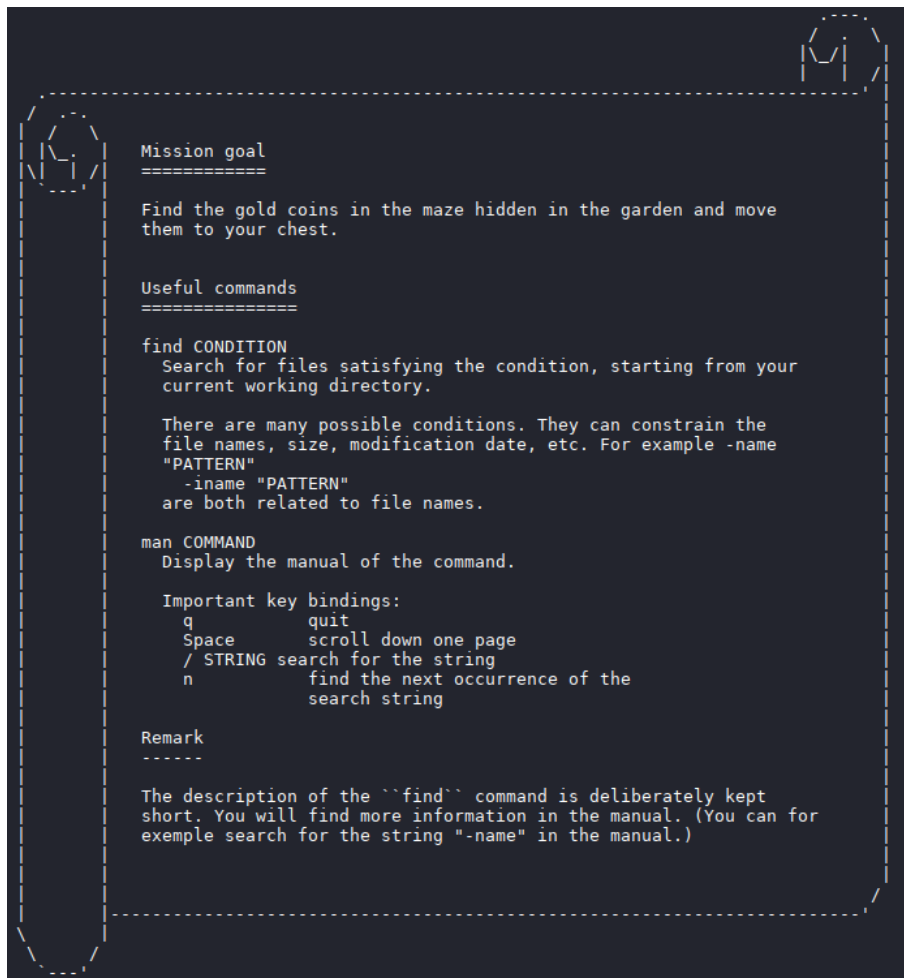 Mission goal
============
Find the gold coins in the maze hidden in the garden and move
them to your chest.
Useful commands
===============
find CONDITION
Search for files satisfying the condition, starting from your
current working directory.
There are many possible conditions. They can constrain the
file names, size, modification date, etc. For example -name
"PATTERN"
-iname "PATTERN"
are both related to file names.
man COMMAND
Display the manual of the command.
Important key bindings:
q quit
Space scroll down one page
/ STRING search for the string
n find the next occurrence of the
search string
Remark
------
The description of the ``find`` command is deliberately kept
short. You will find more information in the manual. (You can for
exemple search for the string "-name" in the manual.)